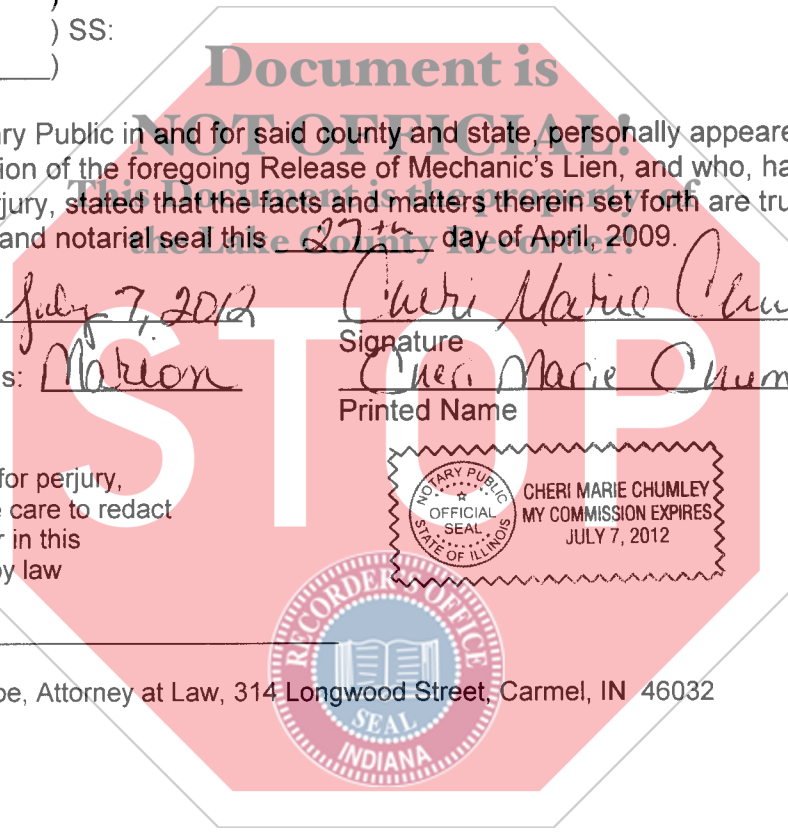 )
) SS:
)
Document is
NOT OFFICIAL!
This Document is the property of
the Lake County Recorder!
STOP
ry Public in and for said county and state, personally appeare
ion of the foregoing Release of Mechanic's Lien, and who, ha
jury, stated that the facts and matters therein set forth are tru
and notarial seal this 27th day of April, 2009.
July 7, 2012 Cheri Marie Chu
Signature
s: Marion Cheri Marie Chum
Printed Name
for perjury,
care to redact
r in this
by law
NOTARY PUBLIC
OFFICIAL
SEAL
STATE OF ILLINOIS
CHERI MARIE CHUMLEY
MY COMMISSION EXPIRES
JULY 7, 2012
RECORDER'S OFFICE
SEAL
INDIANA
be, Attorney at Law, 314 Longwood Street, Carmel, IN 46032